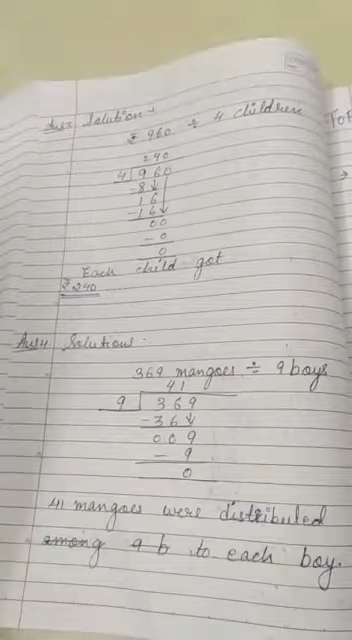 Ans3 Solution →
₹ 960 ÷ 4 children
240
4 960
-8↓
16
-16↓
00
-0
0
Each child got
₹ 240
Ans4 Solution.
369 mangoes ÷ 9 boys
41
9 369
-36↓
009
- 9
0
41 mangoes were distributed
among 9 b to each boy.